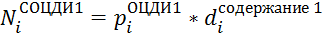 N_i^{СОЦДИ1} = p_i^{ОЦДИ1} * d_i^{содержание 1}